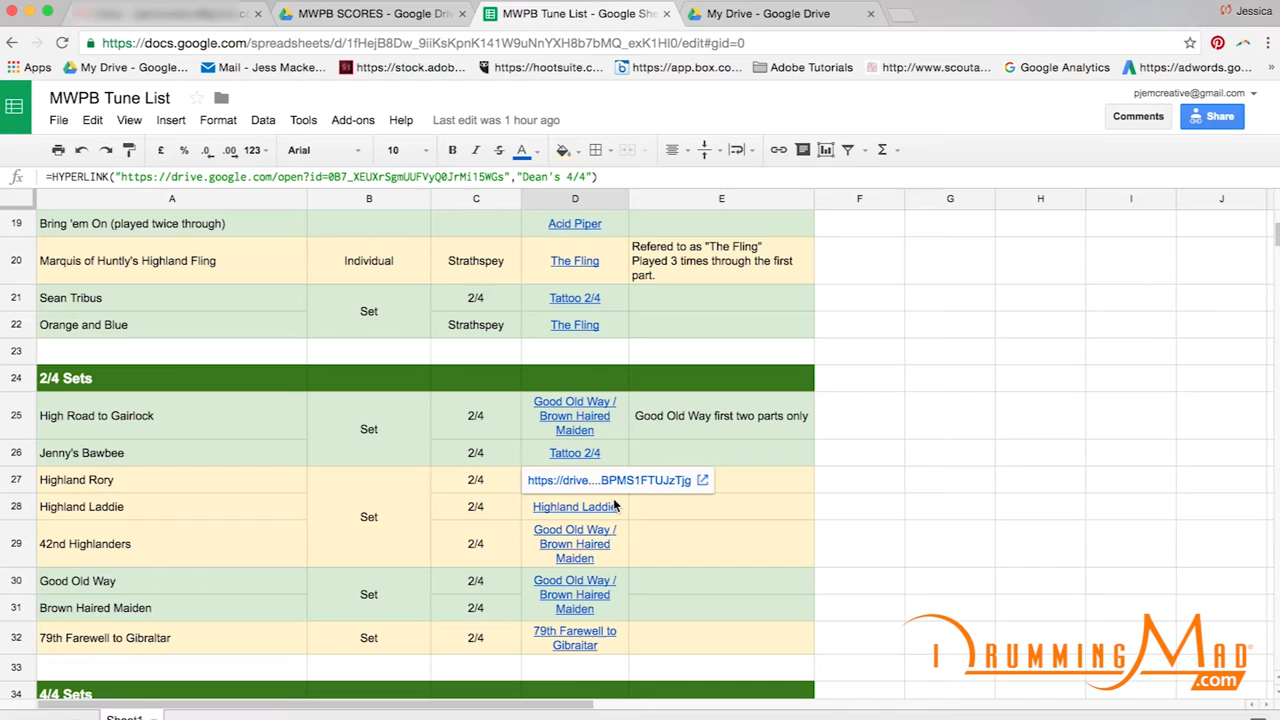 MWPB SCORES - Google Dri
MWPB Tune List - Google She
My Drive - Google Drive
Jessica
https://docs.google.com/spreadsheets/d/1fHejB8Dw_9iiKsKpnK141W9uNnYXH8b7bMQ_exK1HI0/edit#gid=0
Apps
My Drive - Google...
Mail - Jess Macke...
https://stock.adob...
https://hootsuite.c...
https://app.box.co...
Adobe Tutorials
http://www.scouta...
Google Analytics
https://adwords.go...
»
MWPB Tune List
pjemcreative@gmail.com
File Edit View Insert Format Data Tools Add-ons Help Last edit was 1 hour ago
Comments
Share
£ % .0 .00 123 Arial 10 B I S A Σ
fx =HYPERLINK("https://drive.google.com/open?id=0B7_XEUXrSgmUUFVyQ0JrMi15WGs","Dean's 4/4")
A B C D E F G H I J
19 Bring 'em On (played twice through) Acid Piper
20 Marquis of Huntly's Highland Fling Individual Strathspey The Fling
Refered to as "The Fling"
Played 3 times through the first
part.
21 Sean Tribus 2/4 Tattoo 2/4
Set
22 Orange and Blue Strathspey The Fling
23
24 2/4 Sets
25 High Road to Gairlock 2/4
Good Old Way /
Brown Haired
Maiden
Good Old Way first two parts only
Set
26 Jenny's Bawbee 2/4 Tattoo 2/4
27 Highland Rory 2/4 https://drive....BPMS1FTUJzTjg
28 Highland Laddie 2/4 Highland Laddie
Set
29 42nd Highlanders 2/4
Good Old Way /
Brown Haired
Maiden
30 Good Old Way 2/4
Set
Good Old Way /
Brown Haired
Maiden
31 Brown Haired Maiden 2/4
32 79th Farewell to Gibraltar Set 2/4
79th Farewell to
Gibraitar
33
34 4/4 Sets
Sheet1
IDRUMMINGMAD
.com